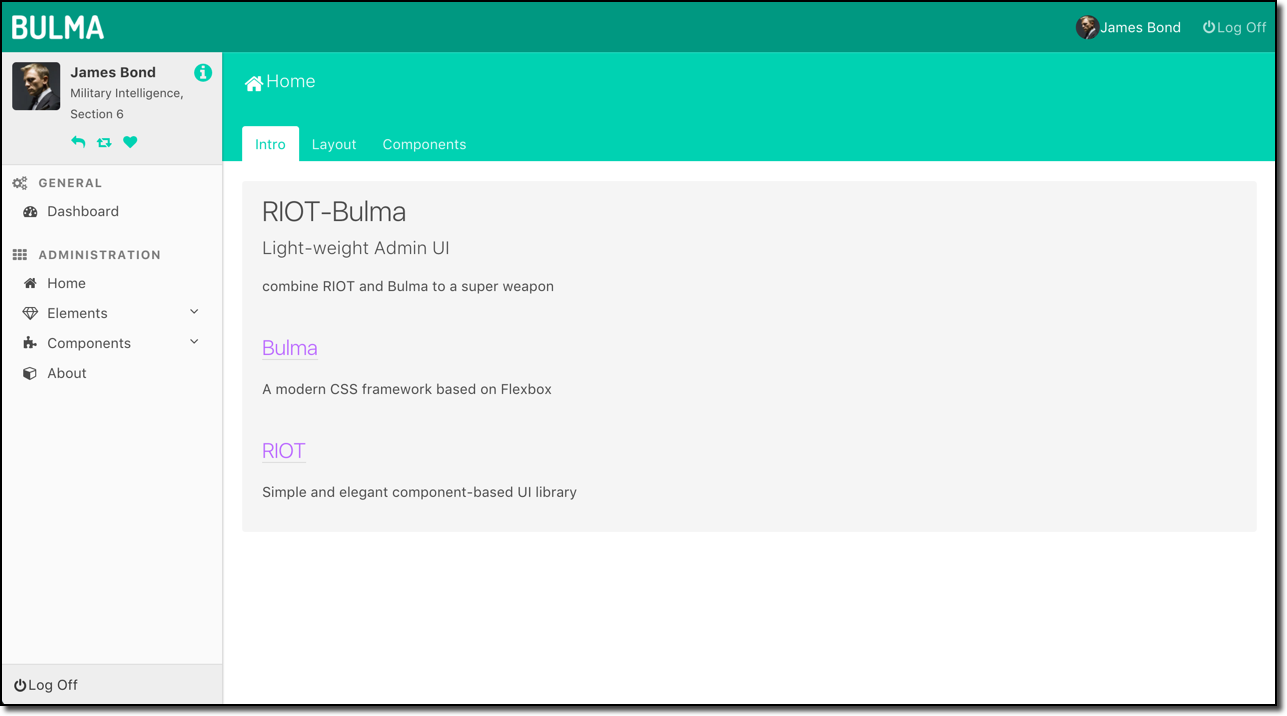 BULMA
James Bond
Log Off
James Bond
Military Intelligence,
Section 6
GENERAL
Dashboard
ADMINISTRATION
Home
Elements
Components
About
Log Off
Home
Intro
Layout
Components
RIOT-Bulma
Light-weight Admin UI
combine RIOT and Bulma to a super weapon
Bulma
A modern CSS framework based on Flexbox
RIOT
Simple and elegant component-based UI library